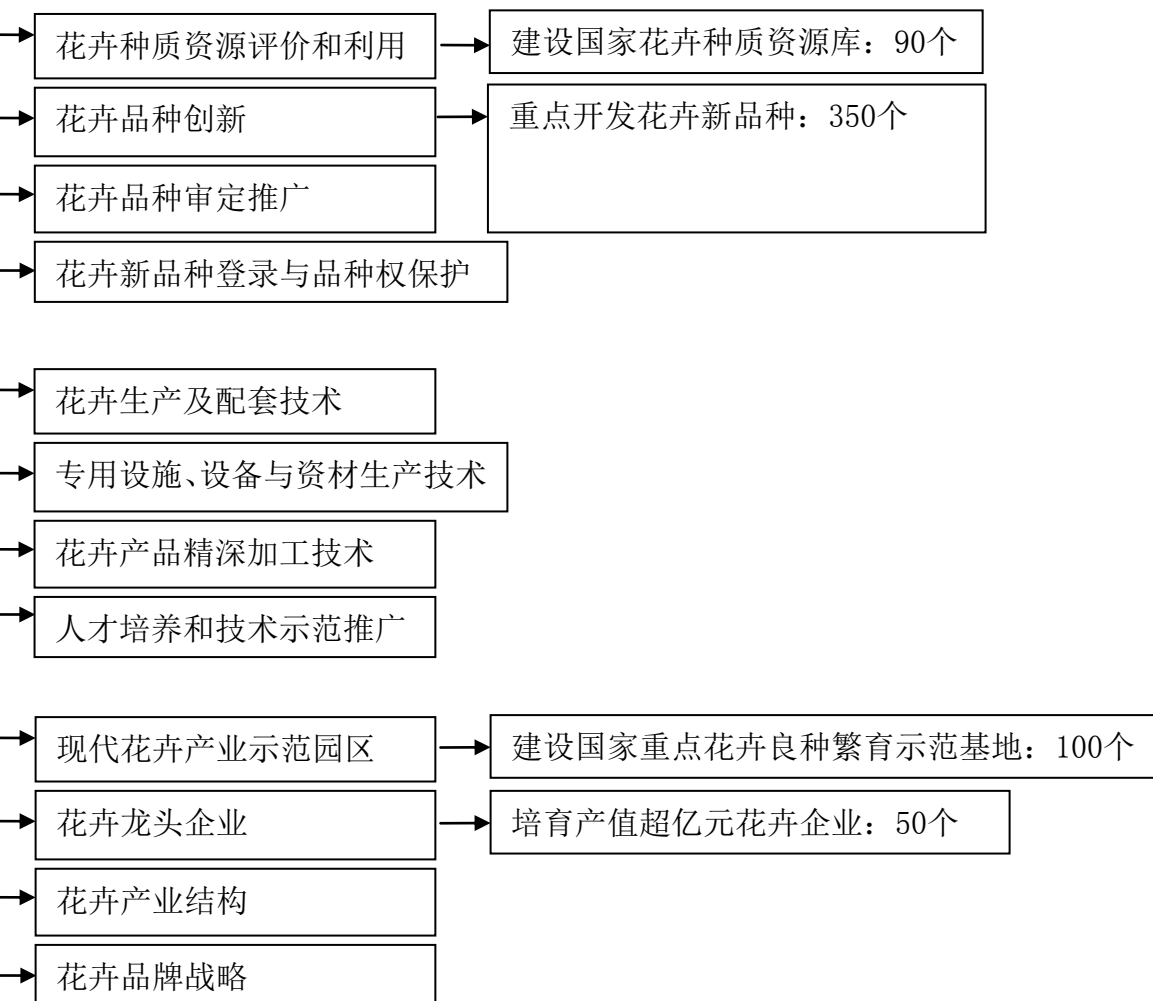 花卉种质资源评价和利用
建设国家花卉种质资源库：90个
花卉品种创新
重点开发花卉新品种：350个
花卉品种审定推广
花卉新品种登录与品种权保护
花卉生产及配套技术
专用设施、设备与资材生产技术
花卉产品精深加工技术
人才培养和技术示范推广
现代花卉产业示范园区
建设国家重点花卉良种繁育示范基地：100个
花卉龙头企业
培育产值超亿元花卉企业：50个
花卉产业结构
花卉品牌战略